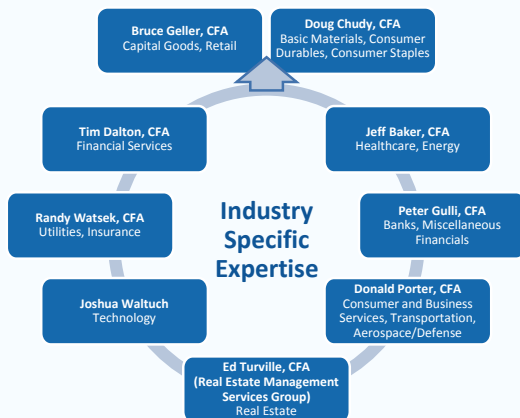 Bruce Geller, CFA
Capital Goods, Retail
Doug Chudy, CFA
Basic Materials, Consumer
Durables, Consumer Staples
Tim Dalton, CFA
Financial Services
Jeff Baker, CFA
Healthcare, Energy
Randy Watsek, CFA
Utilities, Insurance
Industry
Specific
Expertise
Peter Gulli, CFA
Banks, Miscellaneous
Financials
Joshua Waltuch
Technology
Donald Porter, CFA
Consumer and Business
Services, Transportation,
Aerospace/Defense
Ed Turville, CFA
(Real Estate Management
Services Group)
Real Estate